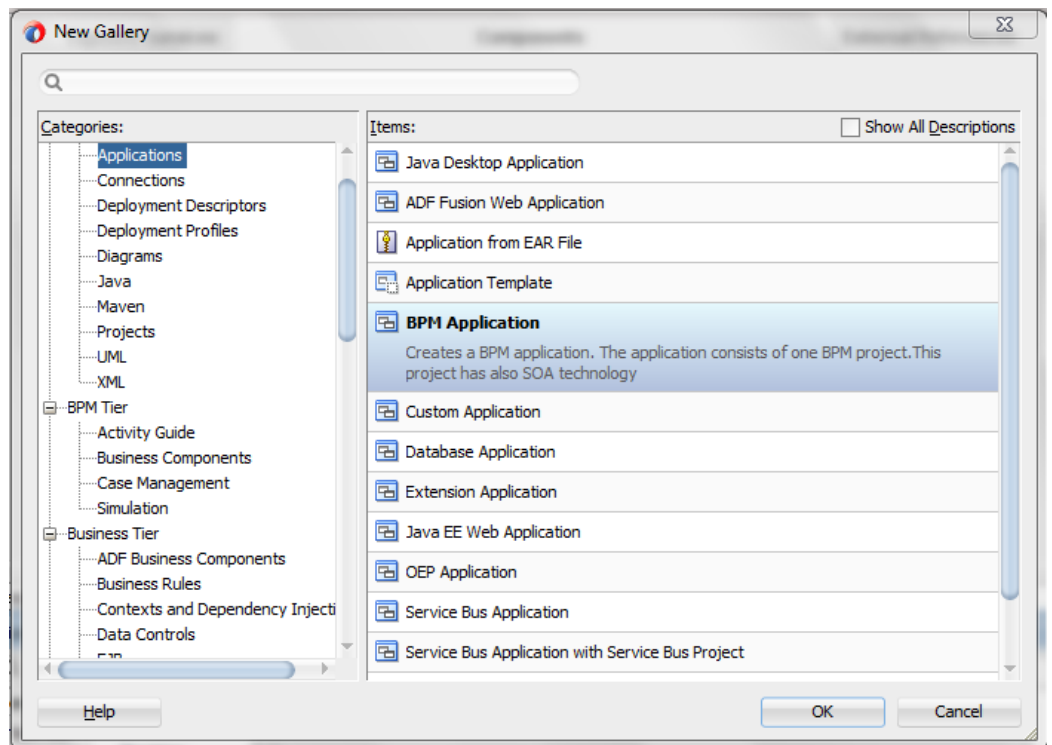 New Gallery
Components
Categories:
Items:
Show All Descriptions
Applications
Connections
Deployment Descriptors
Deployment Profiles
Diagrams
Java
Maven
Projects
UML
XML
BPM Tier
Activity Guide
Business Components
Case Management
Simulation
Business Tier
ADF Business Components
Business Rules
Contexts and Dependency Injecti
Data Controls
Java Desktop Application
ADF Fusion Web Application
Application from EAR File
Application Template
BPM Application
Creates a BPM application. The application consists of one BPM project.This
project has also SOA technology
Custom Application
Database Application
Extension Application
Java EE Web Application
OEP Application
Service Bus Application
Service Bus Application with Service Bus Project
Help
OK
Cancel